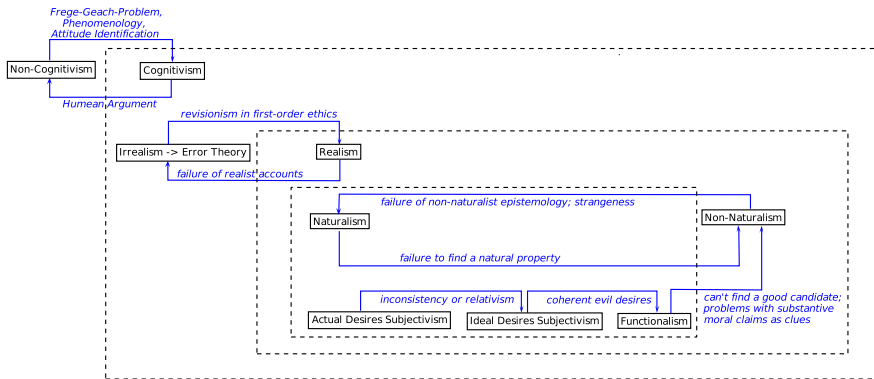 Frege-Geach-Problem,
Phenomenology,
Attitude Identification
Non-Cognitivism
Cognitivism
Humean Argument
revisionism in first-order ethics
Irrealism -> Error Theory
Realism
failure of realist accounts
failure of non-naturalist epistemology; strangeness
Naturalism
Non-Naturalism
failure to find a natural property
inconsistency or relativism
coherent evil desires
can't find a good candidate;
problems with substantive
moral claims as clues
Actual Desires Subjectivism
Ideal Desires Subjectivism
Functionalism